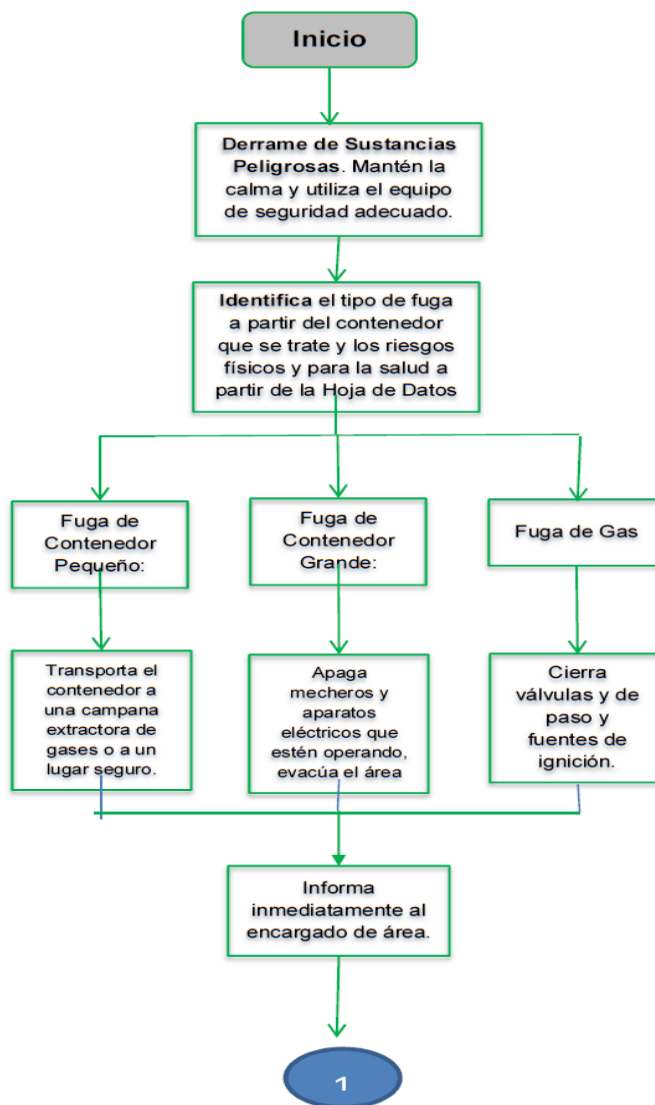 Inicio
Derrame de Sustancias
Peligrosas. Mantén la
calma y utiliza el equipo
de seguridad adecuado.
Identifica el tipo de fuga
a partir del contenedor
que se trate y los riesgos
físicos y para la salud a
partir de la Hoja de Datos
Fuga de
Contenedor
Pequeño:
Fuga de
Contenedor
Grande:
Fuga de Gas
Transporta el
contenedor a
una campana
extractora de
gases o a un
lugar seguro.
Apaga
mecheros y
aparatos
eléctricos que
estén operando,
evacúa el área
Cierra
válvulas y de
paso y
fuentes de
ignición.
Informa
inmediatamente al
encargado de área.
1